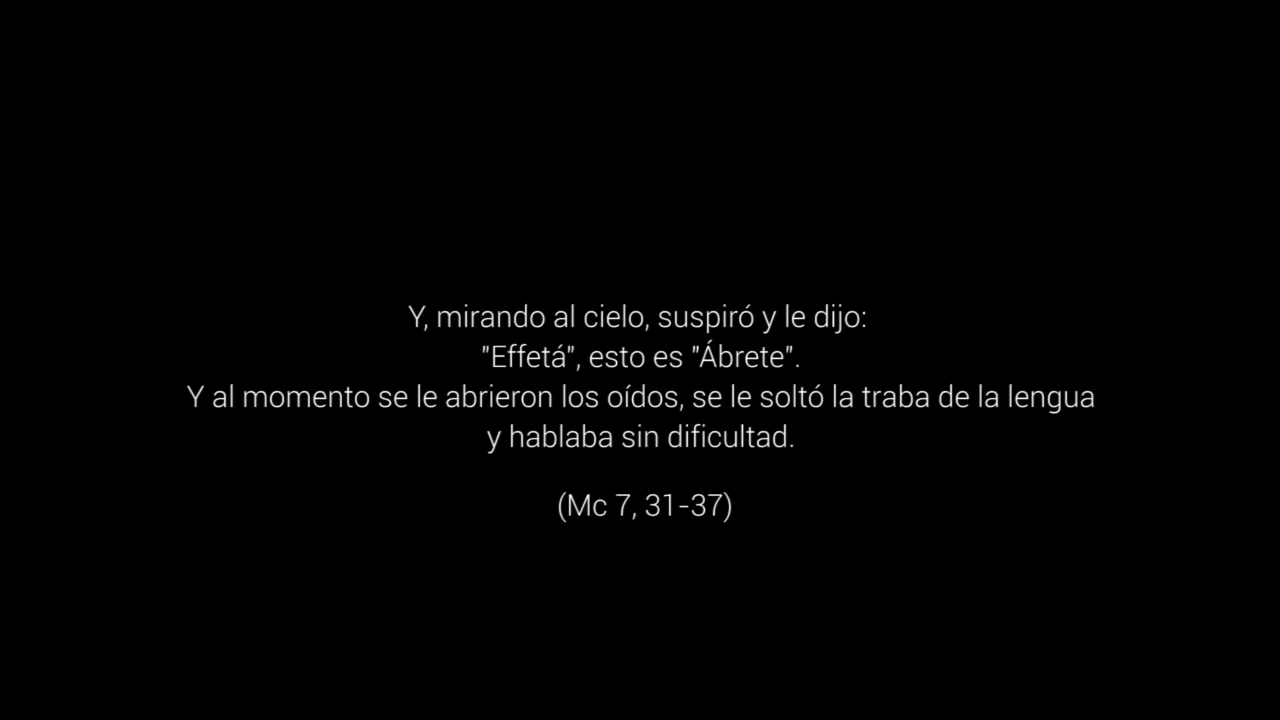 Y, mirando al cielo, suspiró y le dijo:
"Effetá", esto es "Ábrete".
Y al momento se le abrieron los oídos, se le soltó la traba de la lengua
y hablaba sin dificultad.
(Mc 7, 31-37)